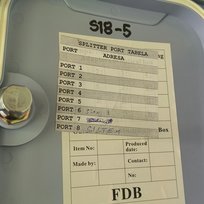 S18-5
SPLITTER PORT TABELA
PORT ADRESA
PORT 1
PORT 2
PORT 3
PORT 4
PORT 5
PORT 6
PORT 7
PORT 8 Box
Item No.: Produced date:
Made by: Contact: No.:
FDB